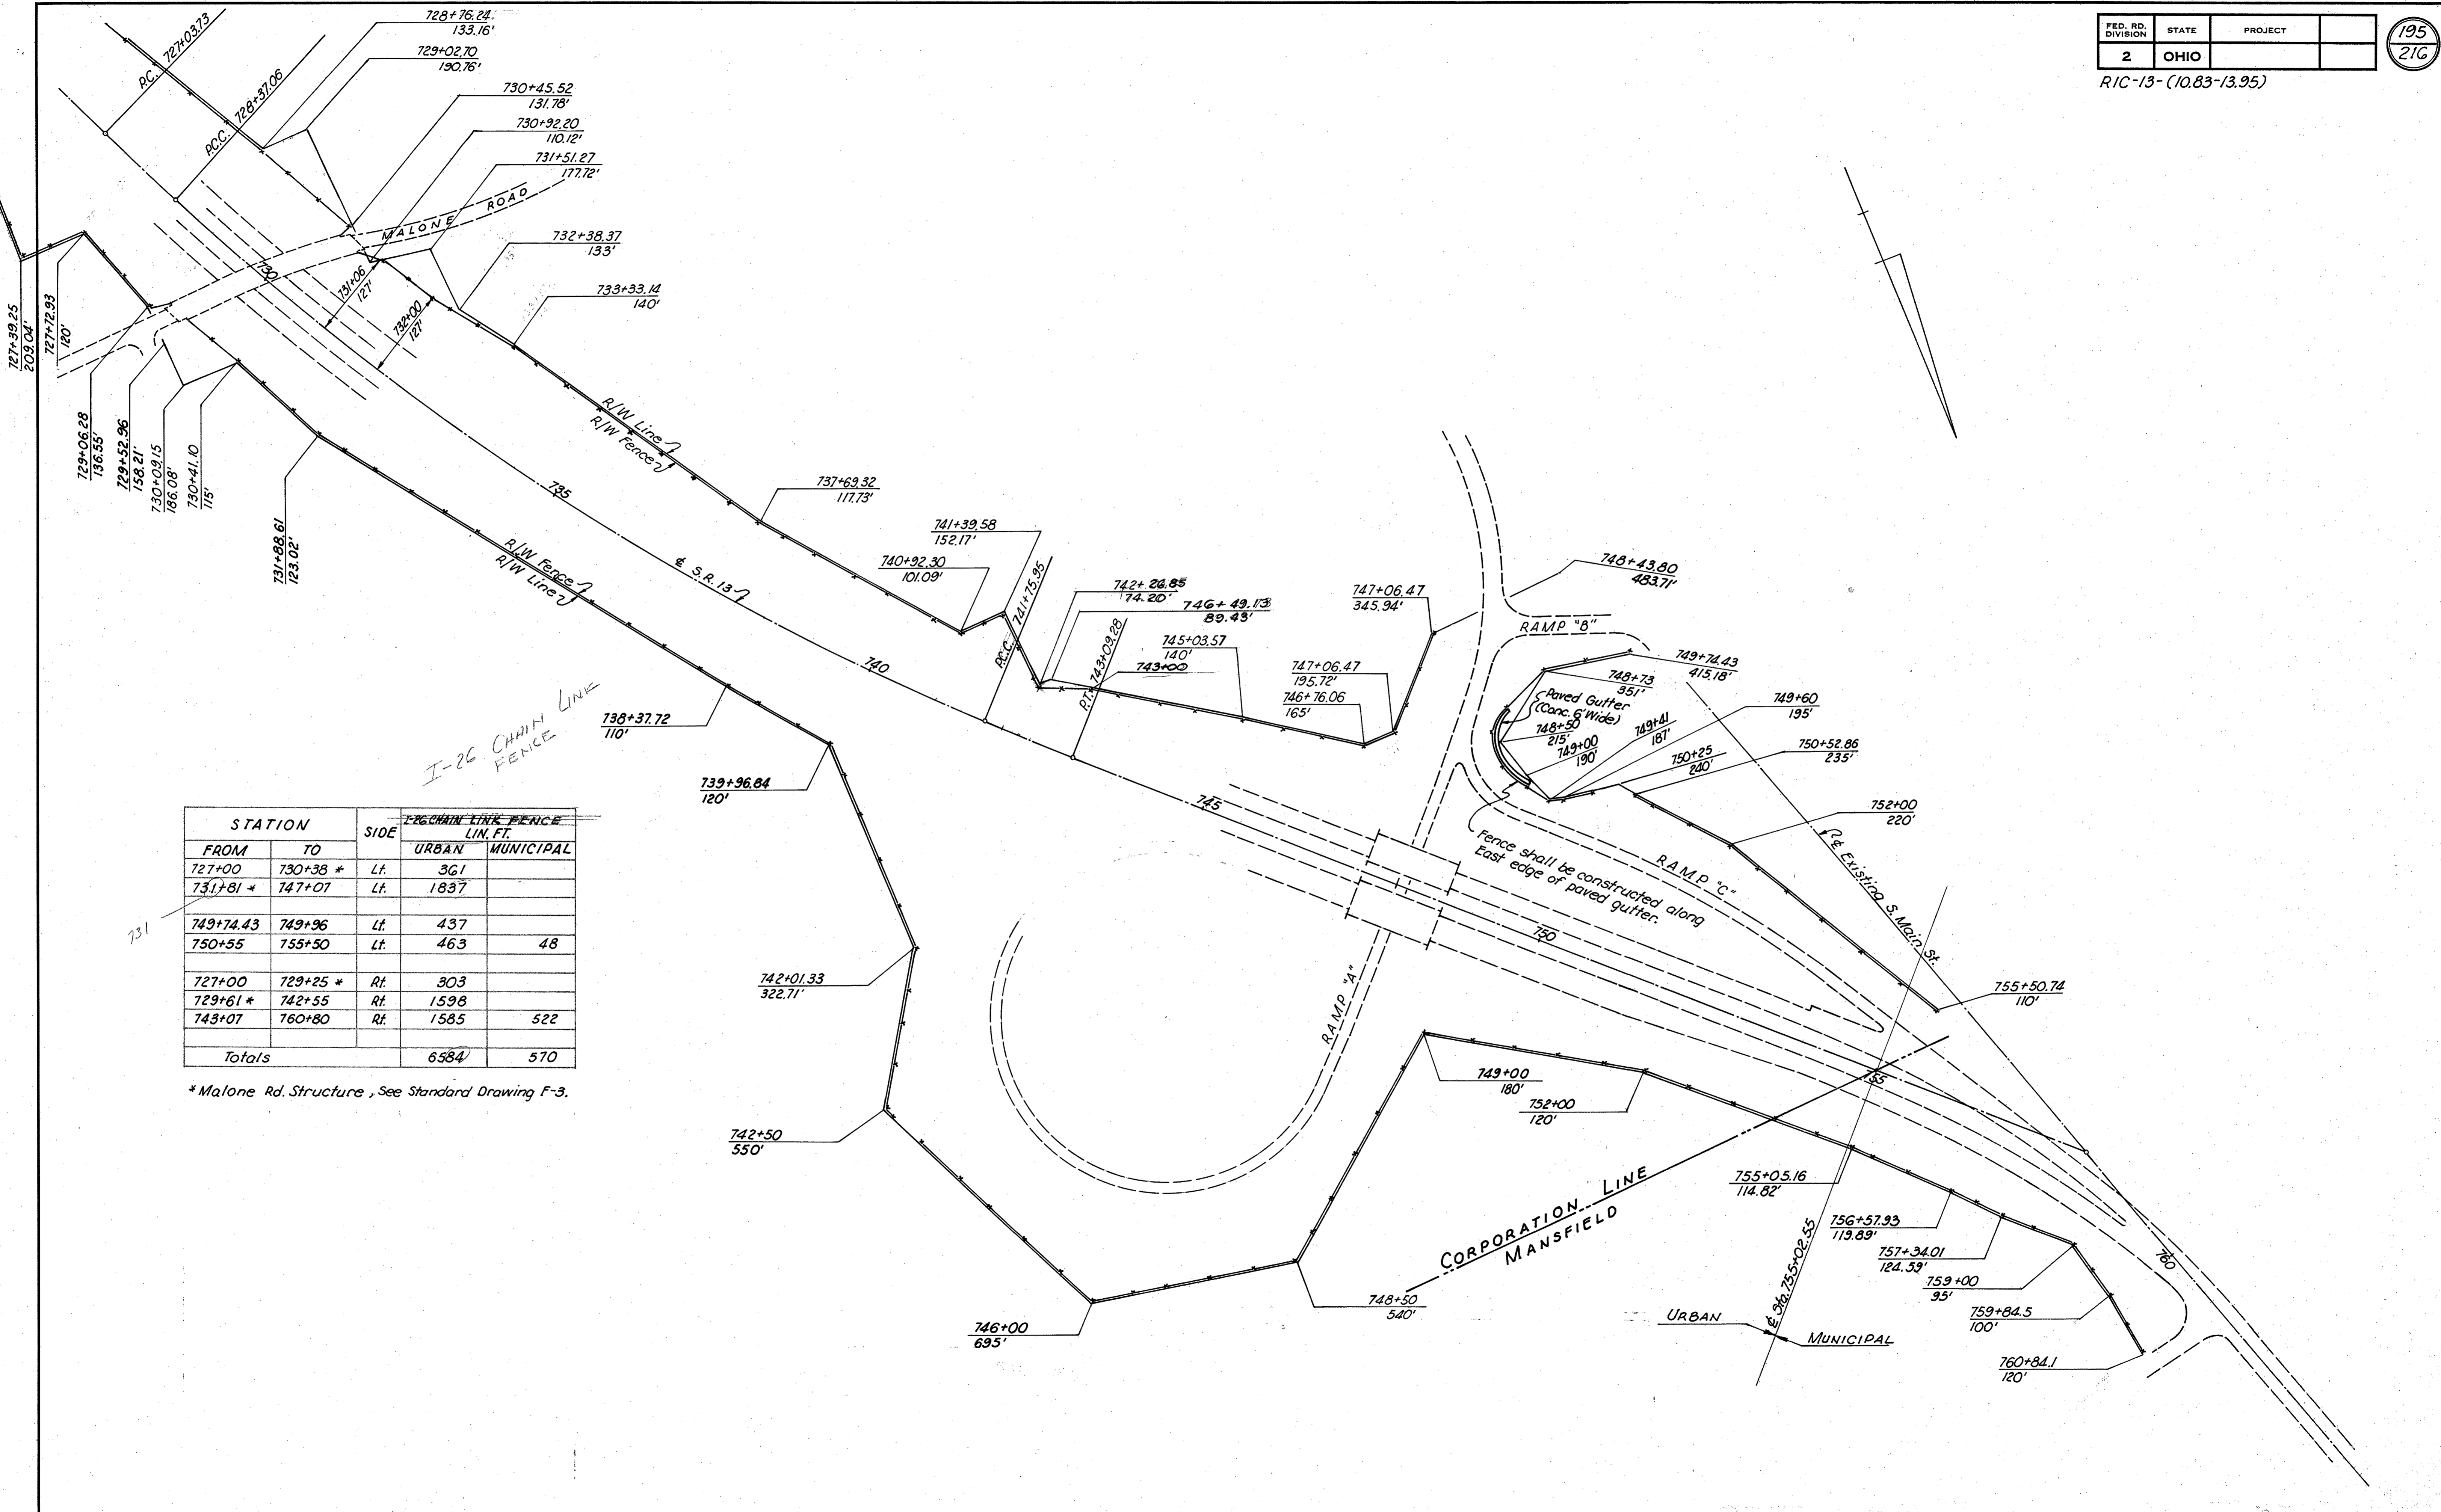 FED. RD. DIVISION STATE PROJECT
2 OHIO
195
216
RIC-13-(10.83-13.95)
P.C. 727+03.73
P.C.C. 728+37.06
728+76.24
133.16'
729+02.70
190.76'
730+45.52
131.78'
730+92.20
110.12'
731+51.27
177.72'
MALONE ROAD
732+38.37
133'
733+33.14
140'
730
731+06
127'
732+00
127'
727+39.25
209.04'
727+72.93
120'
729+06.28
136.55'
729+52.96
158.21'
730+09.15
186.08'
730+41.10
115'
731+88.61
123.02'
R/W Line
R/W Fence
735
737+69.32
117.73'
R/W Fence
R/W Line
℄ S.R. 13
741+39.58
152.17'
740+92.30
101.09'
740
P.C.C. 741+75.95
742+26.85
74.20'
746+49.13
89.43'
P.T. 743+09.28
745+03.57
140'
743+00
747+06.47
345.94'
747+06.47
195.72'
746+76.06
165'
748+43.80
483.71'
RAMP "B"
749+74.43
415.18'
748+73
351'
Paved Gutter
(Conc. 6' Wide)
748+50
215'
749+00
190'
749+41
187'
749+60
195'
750+25
240'
750+52.86
235'
752+00
220'
℄ Existing S. Main St.
RAMP "C"
Fence shall be constructed along
East edge of paved gutter.
738+37.72
110'
739+96.84
120'
745
750
755+50.74
110'
I-26 CHAIN LINK
FENCE
STATION SIDE I-26 CHAIN LINK FENCE
LIN. FT.
FROM TO URBAN MUNICIPAL
727+00 730+38 * Lt. 361
731+81 * 747+07 Lt. 1837
749+74.43 749+96 Lt. 437
750+55 755+50 Lt. 463 48
727+00 729+25 * Rt. 303
729+61 * 742+55 Rt. 1598
743+07 760+80 Rt. 1585 522
Totals 6584 570
731
* Malone Rd. Structure, See Standard Drawing F-3.
742+01.33
322.71'
742+50
550'
RAMP "A"
746+00
695'
748+50
540'
749+00
180'
752+00
120'
755
CORPORATION LINE
MANSFIELD
755+05.16
114.82'
756+57.93
119.89'
757+34.01
124.59'
759+00
95'
759+84.5
100'
760+84.1
120'
760
℄ Sta. 755+02.55
URBAN
MUNICIPAL